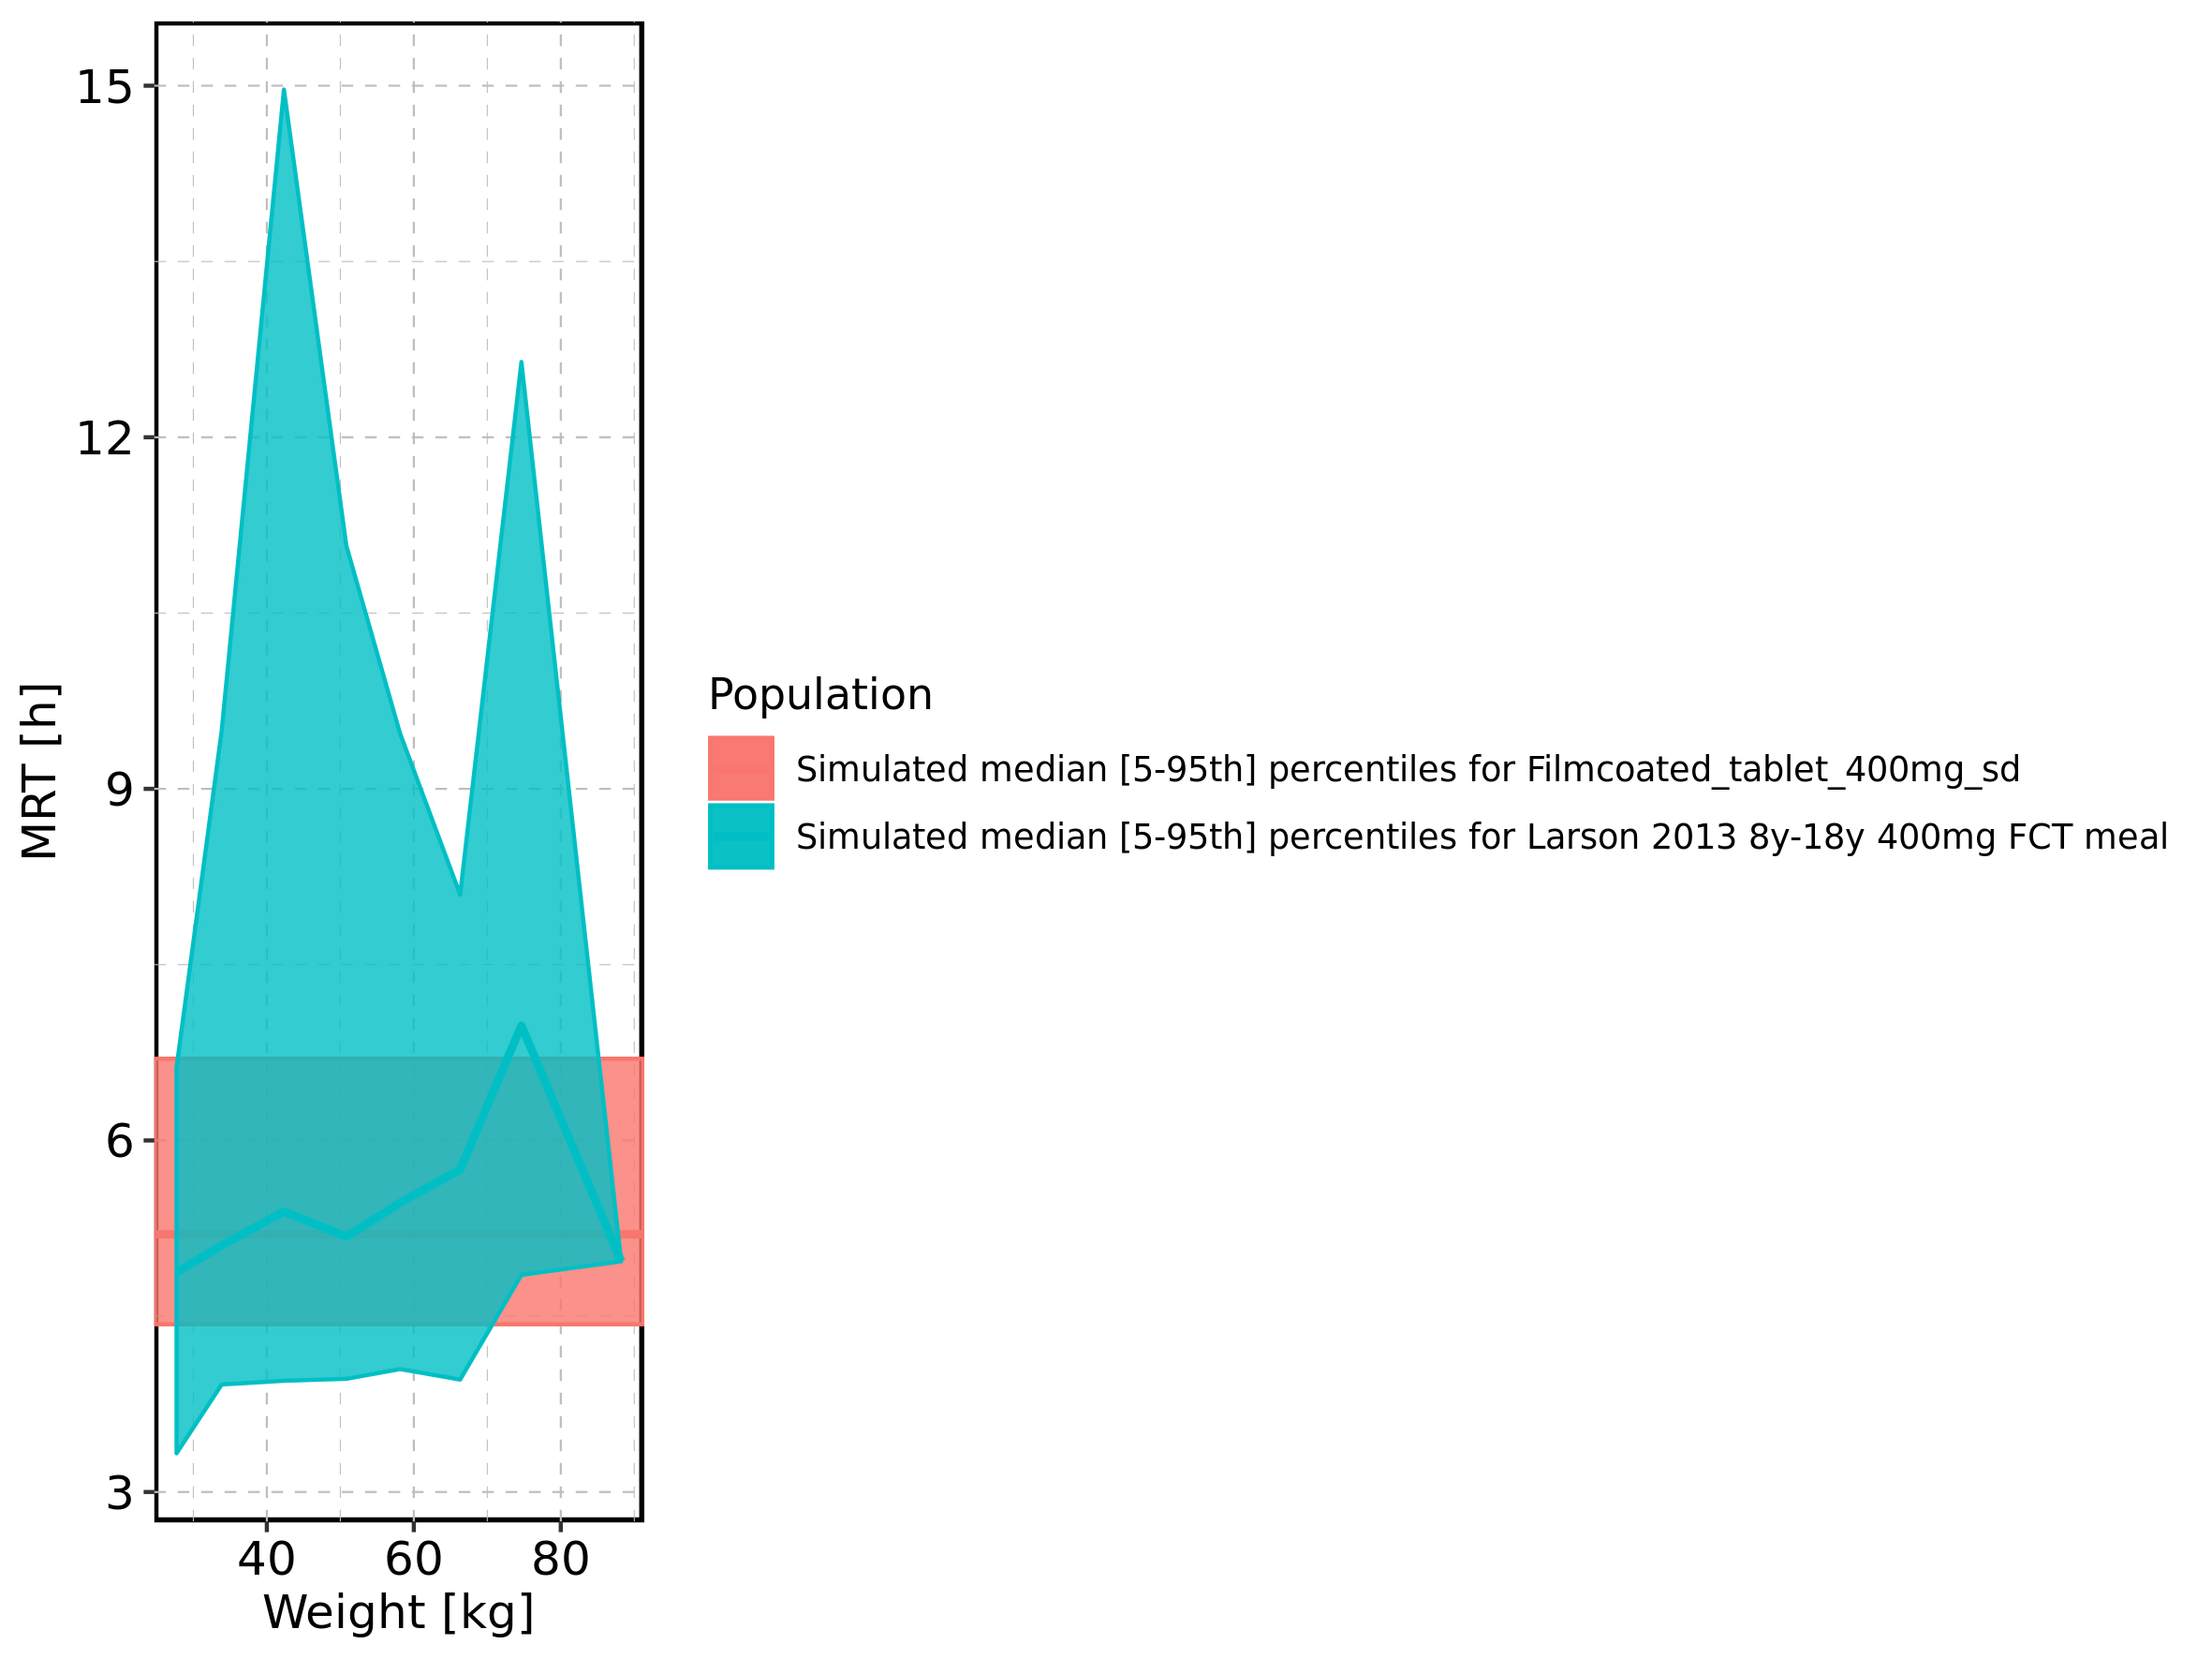 15
12
9
6
3
MRT [h]
40 60 80
Weight [kg]
Population
Simulated median [5-95th] percentiles for Filmcoated_tablet_400mg_sd
Simulated median [5-95th] percentiles for Larson 2013 8y-18y 400mg FCT meal